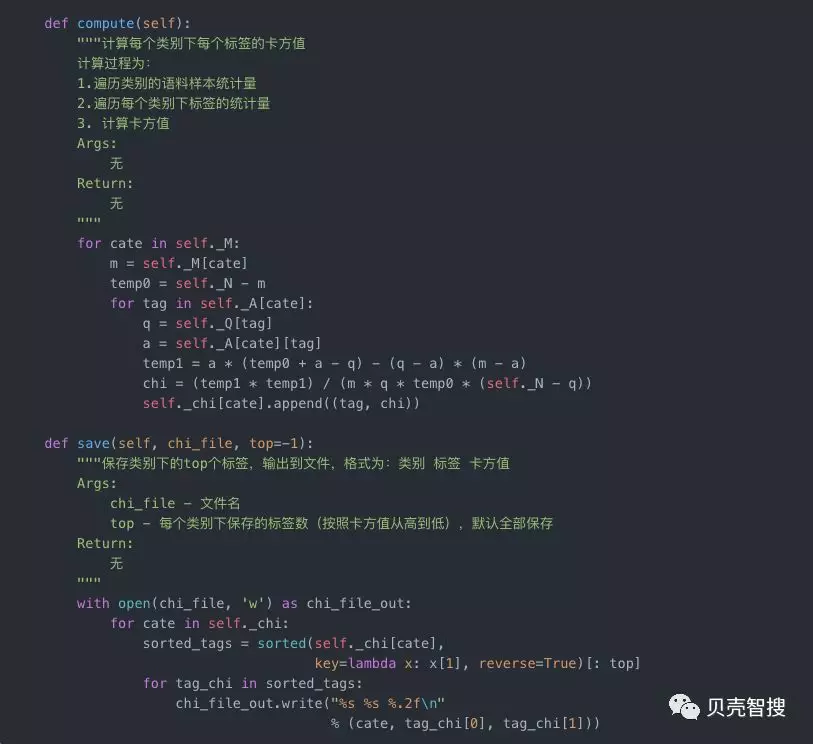 def compute(self):
"""计算每个类别下每个标签的卡方值
计算过程为：
1.遍历类别的语料样本统计量
2.遍历每个类别下标签的统计量
3. 计算卡方值
Args:
无
Return:
无
"""
for cate in self._M:
m = self._M[cate]
temp0 = self._N - m
for tag in self._A[cate]:
q = self._Q[tag]
a = self._A[cate][tag]
temp1 = a * (temp0 + a - q) - (q - a) * (m - a)
chi = (temp1 * temp1) / (m * q * temp0 * (self._N - q))
self._chi[cate].append((tag, chi))
def save(self, chi_file, top=-1):
"""保存类别下的top个标签，输出到文件，格式为：类别 标签 卡方值
Args:
chi_file - 文件名
top - 每个类别下保存的标签数（按照卡方值从高到低），默认全部保存
Return:
无
"""
with open(chi_file, 'w') as chi_file_out:
for cate in self._chi:
sorted_tags = sorted(self._chi[cate],
key=lambda x: x[1], reverse=True)[: top]
for tag_chi in sorted_tags:
chi_file_out.write("%s %s %.2f\n"
% (cate, tag_chi[0], tag_chi[1]))
贝壳智搜